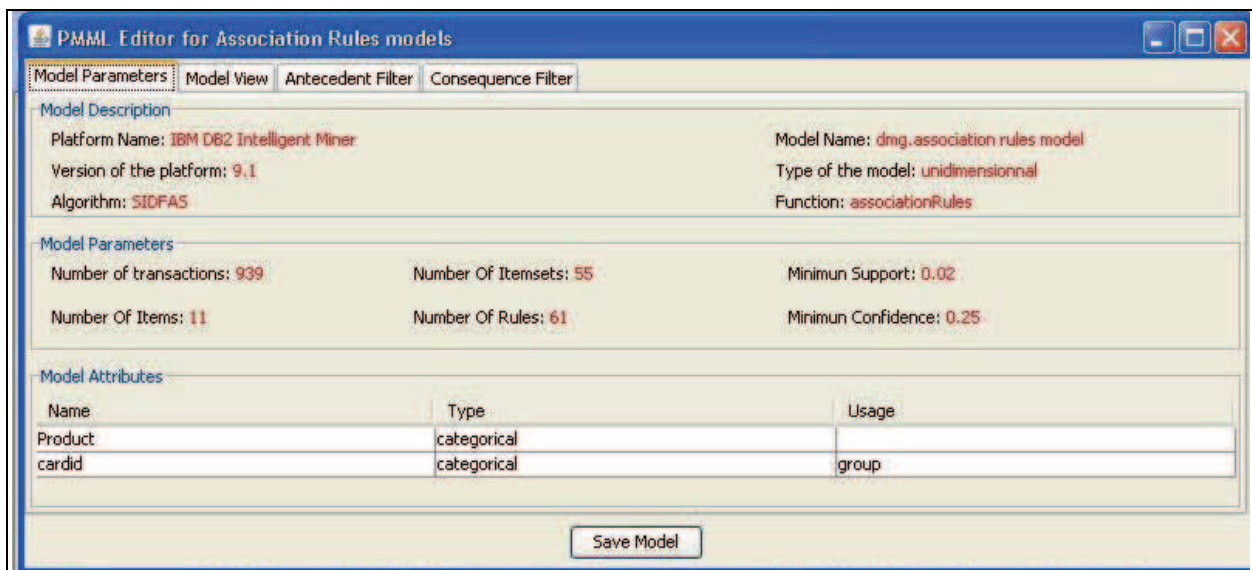 PMML Editor for Association Rules models
Model Parameters Model View Antecedent Filter Consequence Filter
Model Description
Platform Name: IBM DB2 Intelligent Miner Model Name: dmg.association rules model
Version of the platform: 9.1 Type of the model: unidimensionnal
Algorithm: SIDFAS Function: associationRules
Model Parameters
Number of transactions: 939 Number Of Itemsets: 55 Minimun Support: 0.02
Number Of Items: 11 Number Of Rules: 61 Minimun Confidence: 0.25
Model Attributes
Name Type Usage
Product categorical
cardid categorical group
Save Model